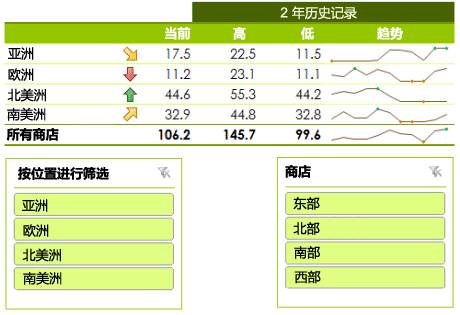 2 年历史记录
当前 高 低 趋势
亚洲 17.5 22.5 11.5
欧洲 11.2 23.1 11.1
北美洲 44.6 55.3 44.2
南美洲 32.9 44.8 32.8
所有商店 106.2 145.7 99.6
按位置进行筛选
亚洲
欧洲
北美洲
南美洲
商店
东部
北部
南部
西部